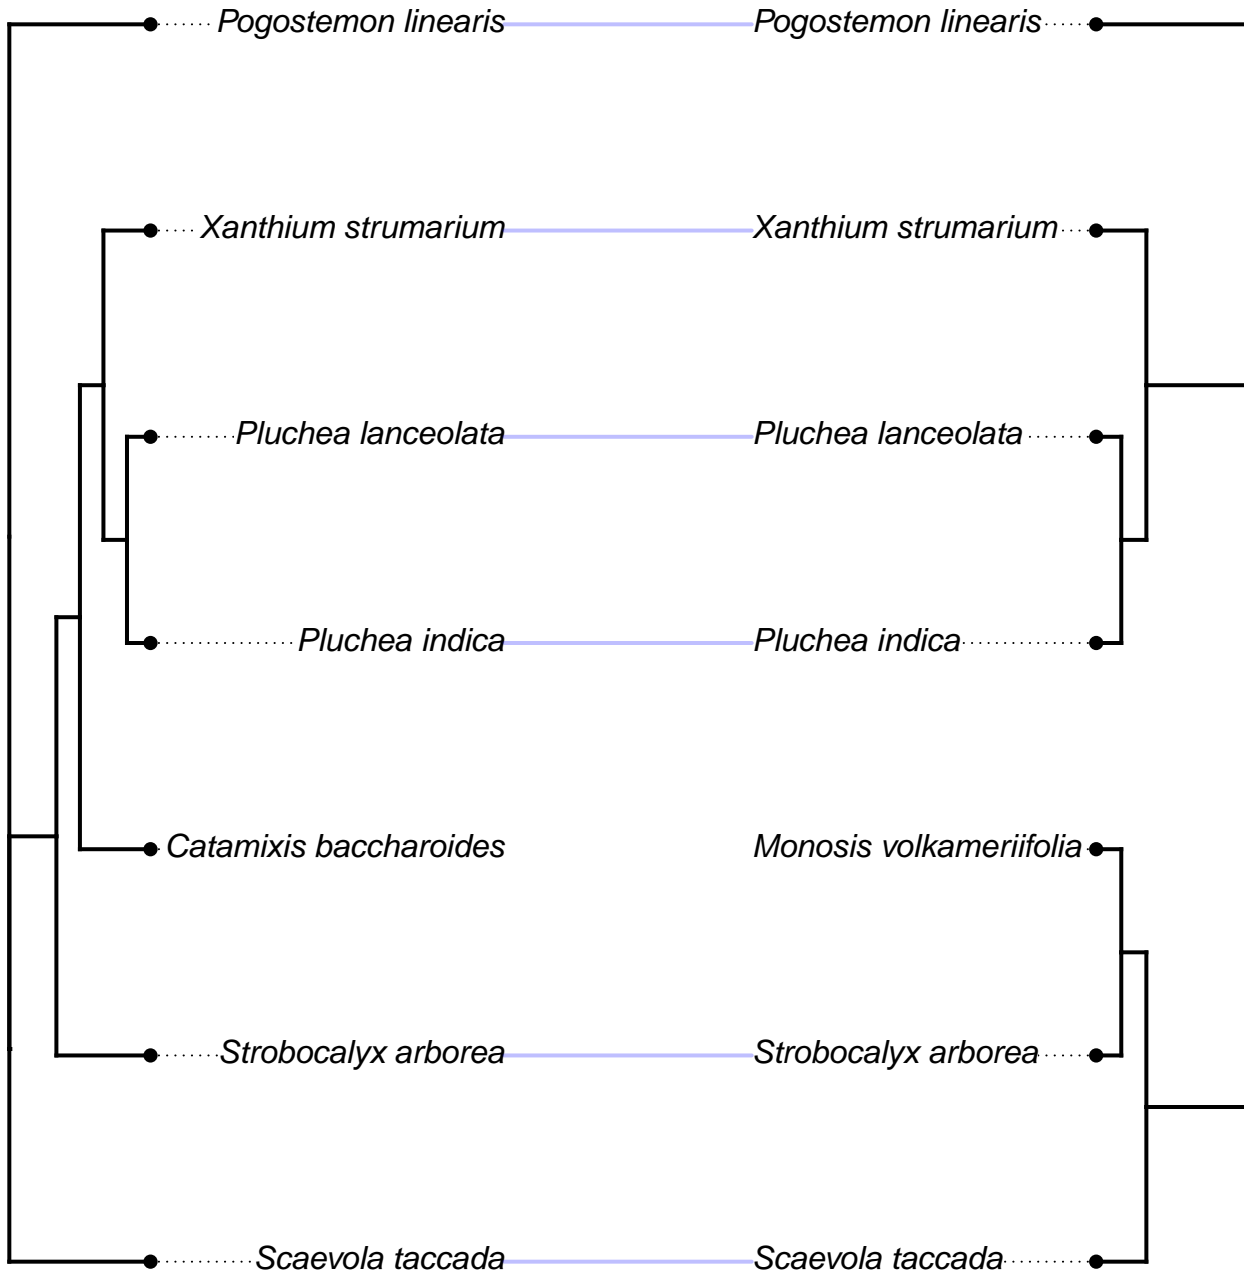 Pogostemon linearis Pogostemon linearis
Xanthium strumarium Xanthium strumarium
Pluchea lanceolata Pluchea lanceolata
Pluchea indica Pluchea indica
Catamixis baccharoides Monosis volkameriifolia
Strobocalyx arborea Strobocalyx arborea
Scaevola taccada Scaevola taccada